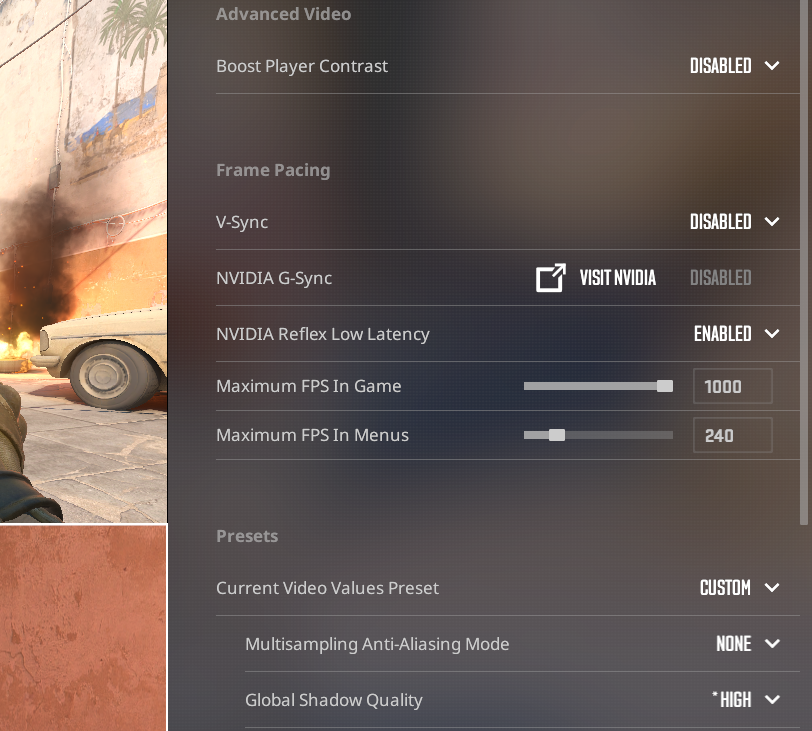 Advanced Video
Boost Player Contrast DISABLED
Frame Pacing
V-Sync DISABLED
NVIDIA G-Sync VISIT NVIDIA DISABLED
NVIDIA Reflex Low Latency ENABLED
Maximum FPS In Game 1000
Maximum FPS In Menus 240
Presets
Current Video Values Preset CUSTOM
Multisampling Anti-Aliasing Mode NONE
Global Shadow Quality *HIGH